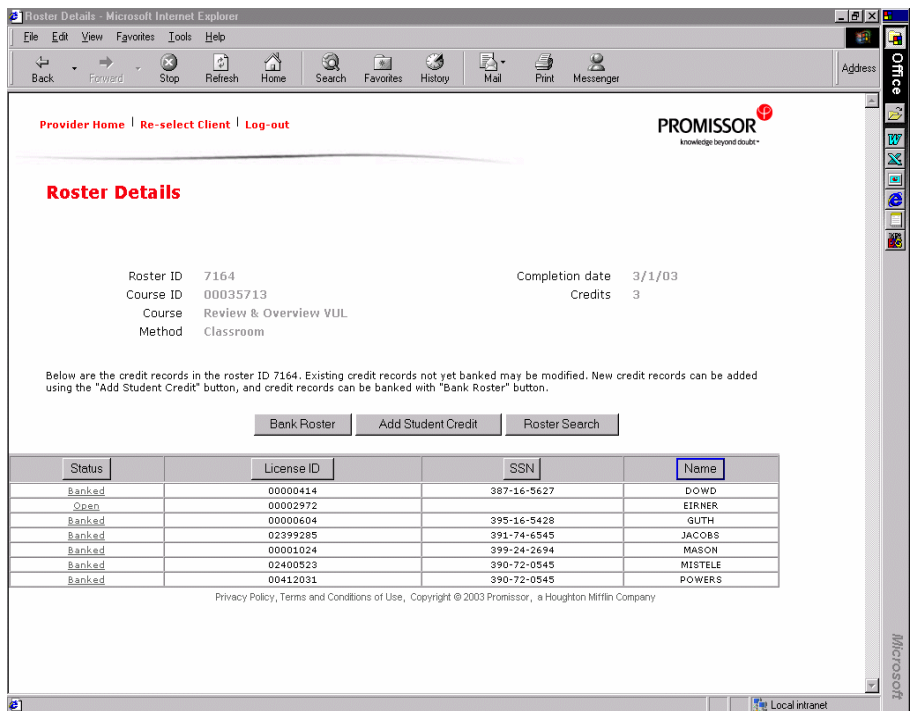 Roster Details - Microsoft Internet Explorer
File Edit View Favorites Tools Help
Back Forward Stop Refresh Home Search Favorites History Mail Print Messenger Address
Office
Provider Home | Re-select Client | Log-out
PROMISSOR
knowledge beyond doubt™
Roster Details
Roster ID 7164 Completion date 3/1/03
Course ID 00035713 Credits 3
Course Review & Overview VUL
Method Classroom
Below are the credit records in the roster ID 7164. Existing credit records not yet banked may be modified. New credit records can be added
using the "Add Student Credit" button, and credit records can be banked with "Bank Roster" button.
Bank Roster Add Student Credit Roster Search
Status License ID SSN Name
Banked 00000414 387-16-5627 DOWD
Open 00002972 EIRNER
Banked 00000604 395-16-5428 GUTH
Banked 02399285 391-74-6545 JACOBS
Banked 00001024 399-24-2694 MASON
Banked 02400523 390-72-0545 MISTELE
Banked 00412031 390-72-0545 POWERS
Privacy Policy, Terms and Conditions of Use, Copyright © 2003 Promissor, a Houghton Mifflin Company
Microsoft
Local intranet